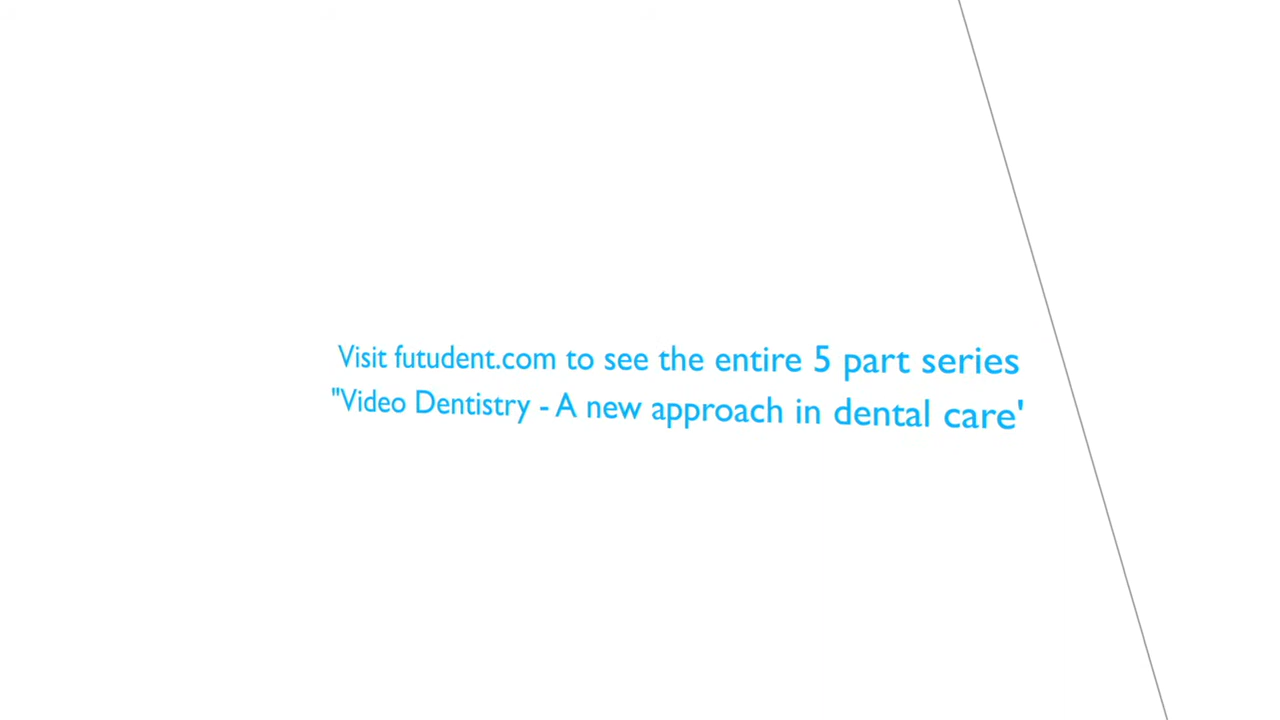 Visit futudent.com to see the entire 5 part series
"Video Dentistry - A new approach in dental care'